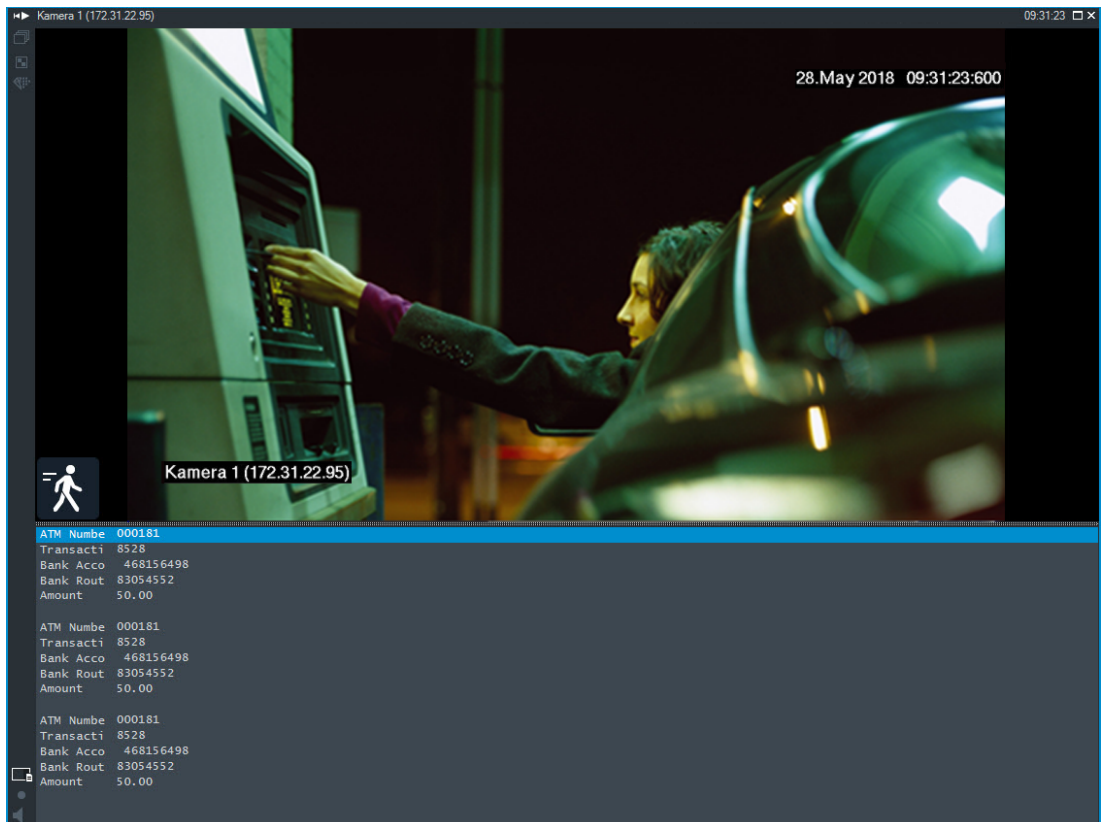 Kamera 1 (172.31.22.95)
09:31:23
28.May 2018 09:31:23:600
Kamera 1 (172.31.22.95)
ATM Numbe 000181
Transacti 8528
Bank Acco 468156498
Bank Rout 83054552
Amount 50.00
ATM Numbe 000181
Transacti 8528
Bank Acco 468156498
Bank Rout 83054552
Amount 50.00
ATM Numbe 000181
Transacti 8528
Bank Acco 468156498
Bank Rout 83054552
Amount 50.00